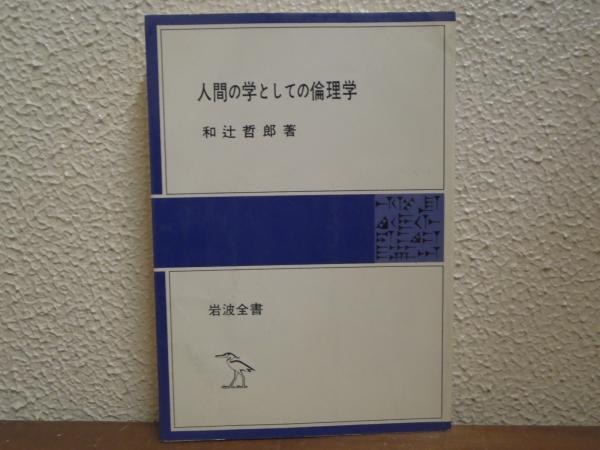 人間の学としての倫理学
和辻哲郎著
岩波全書